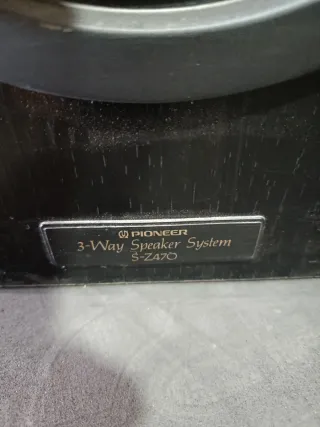 PIONEER
3-Way Speaker System
S-Z470